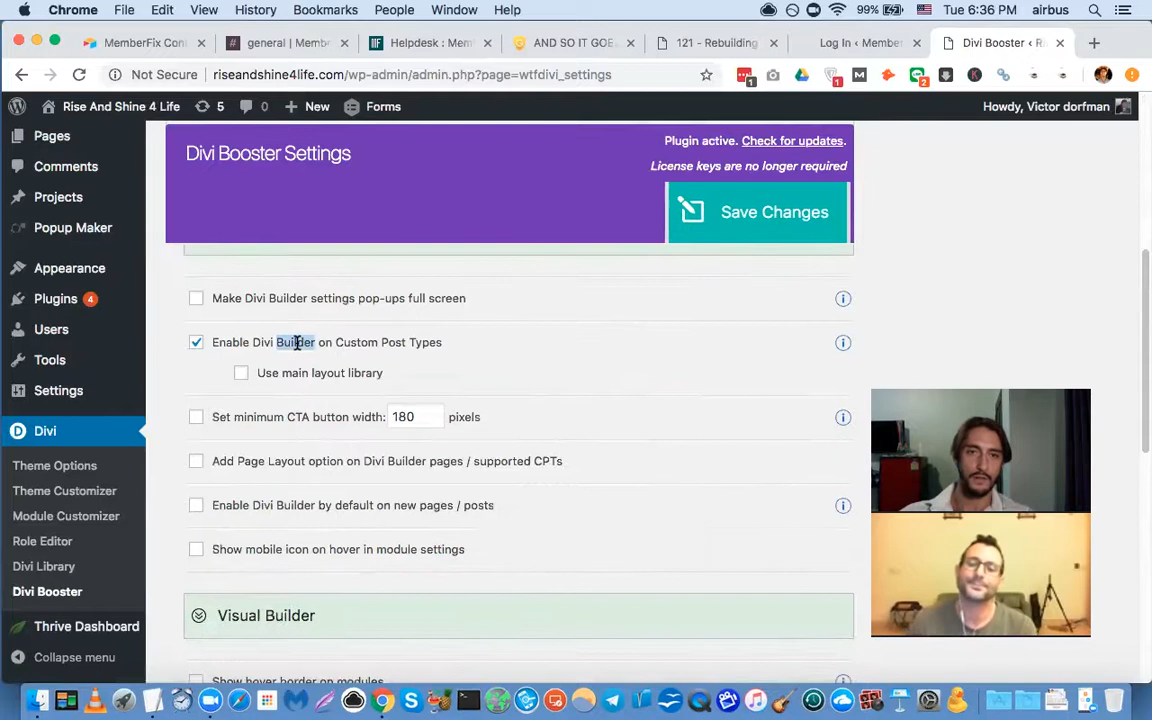 Chrome File Edit View History Bookmarks People Window Help 99% Tue 6:36 PM airbus
MemberFix Con general | Memb Helpdesk : Mem AND SO IT GOE 121 - Rebuilding Log In ‹ Membe Divi Booster ‹ R
Not Secure riseandshine4life.com/wp-admin/admin.php?page=wtfdivi_settings
Rise And Shine 4 Life 5 0 New Forms Howdy, Victor dorfman
Pages
Comments
Projects
Popup Maker
Appearance
Plugins 4
Users
Tools
Settings
Divi
Theme Options
Theme Customizer
Module Customizer
Role Editor
Divi Library
Divi Booster
Thrive Dashboard
Collapse menu
Divi Booster Settings
Plugin active. Check for updates.
License keys are no longer required
Save Changes
Make Divi Builder settings pop-ups full screen
Enable Divi Builder on Custom Post Types
Use main layout library
Set minimum CTA button width: 180 pixels
Add Page Layout option on Divi Builder pages / supported CPTs
Enable Divi Builder by default on new pages / posts
Show mobile icon on hover in module settings
Visual Builder
Show hover border on modules